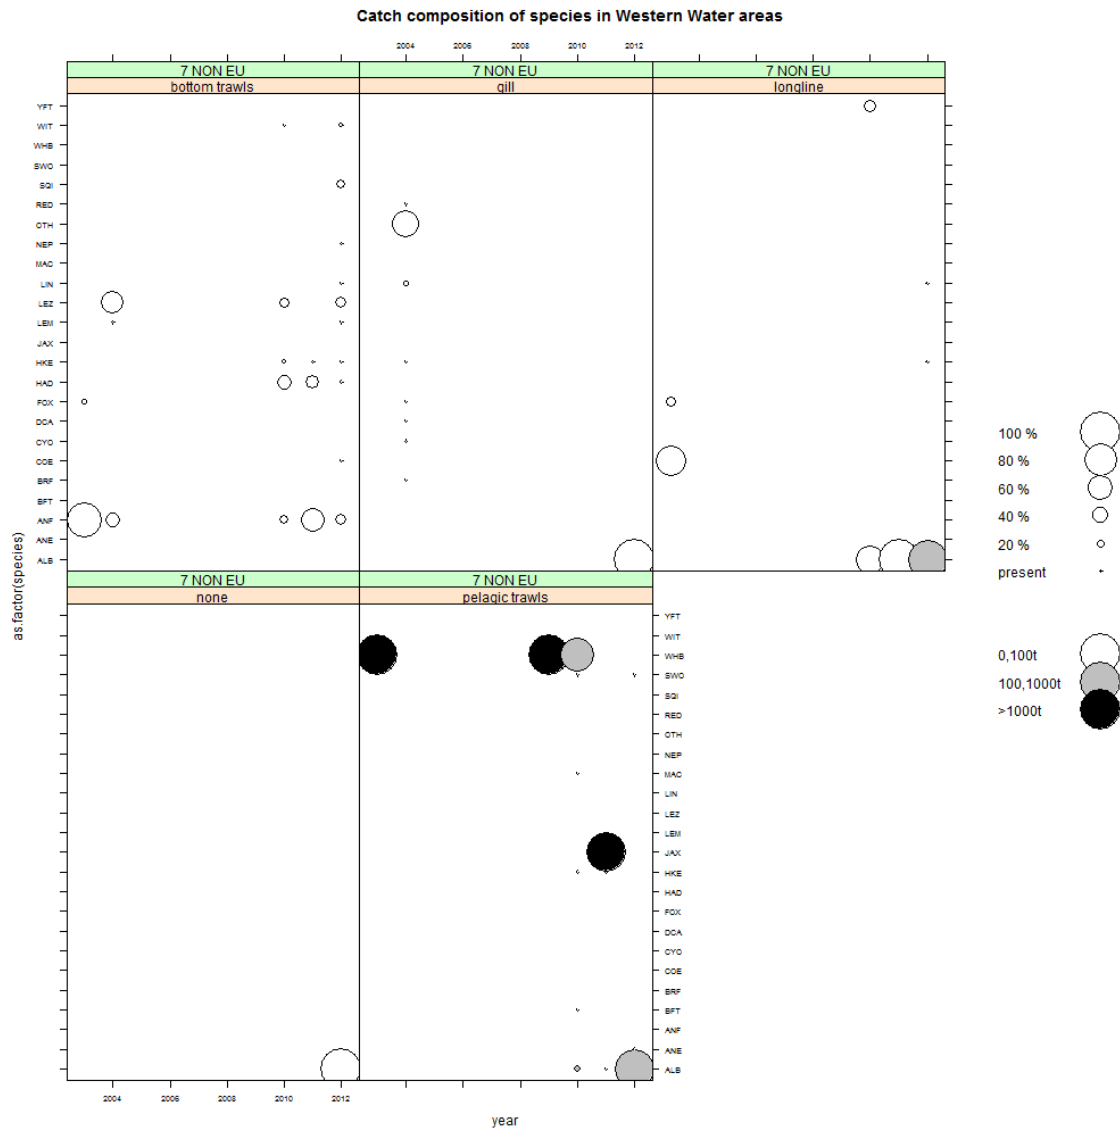 Catch composition of species in Western Water areas
2004 2006 2008 2010 2012
7 NON EU 7 NON EU 7 NON EU
bottom trawls gill longline
YFT
WIT
WHB
SWO
SQI
RED
OTH
NEP
MAC
LIN
LEZ
LEM
JAX
HKE
HAD
FOX
DCA
CYO
COE
BRF
BFT
ANF
ANE
ALB
as.factor(species)
100 %
80 %
60 %
40 %
20 %
present
7 NON EU 7 NON EU
none pelagic trawls
YFT
WIT
WHB
SWO
SQI
RED
OTH
NEP
MAC
LIN
LEZ
LEM
JAX
HKE
HAD
FOX
DCA
CYO
COE
BRF
BFT
ANF
ANE
ALB
0,100t
100,1000t
>1000t
2004 2006 2008 2010 2012
year